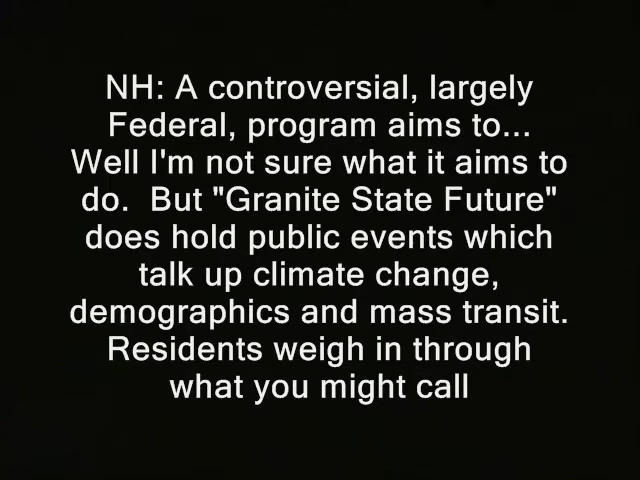 NH: A controversial, largely
Federal, program aims to...
Well I'm not sure what it aims to
do.  But "Granite State Future"
does hold public events which
talk up climate change,
demographics and mass transit.
Residents weigh in through
what you might call